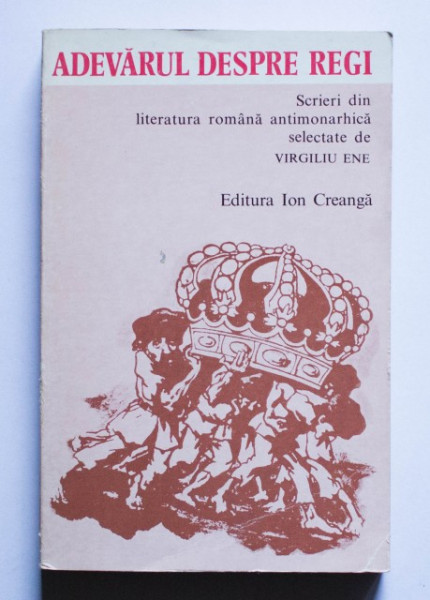 ADEVĂRUL DESPRE REGI
Scrieri din
literatura română antimonarhică
selectate de
VIRGILIU ENE
Editura Ion Creangă